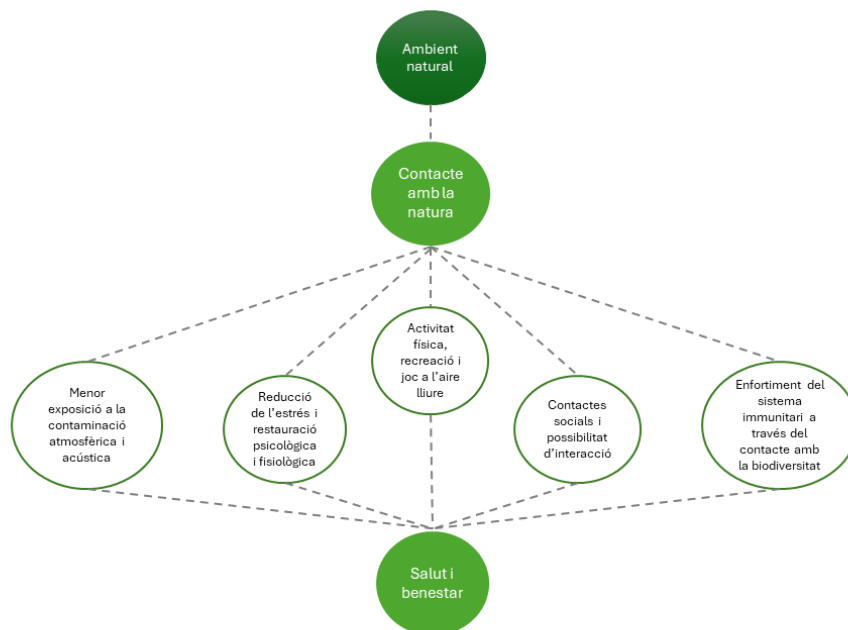 Ambient
natural
Contacte
amb la
natura
Menor
exposició a la
contaminació
atmosfèrica i
acústica
Reducció
de l’estrés i
restauració
psicològica
i fisiològica
Activitat
física,
recreació i
joc a l’aire
lliure
Contactes
socials i
possibilitat
d’interacció
Enfortiment del
sistema
immunitari a
través del
contacte amb
la biodiversitat
Salut i
benestar